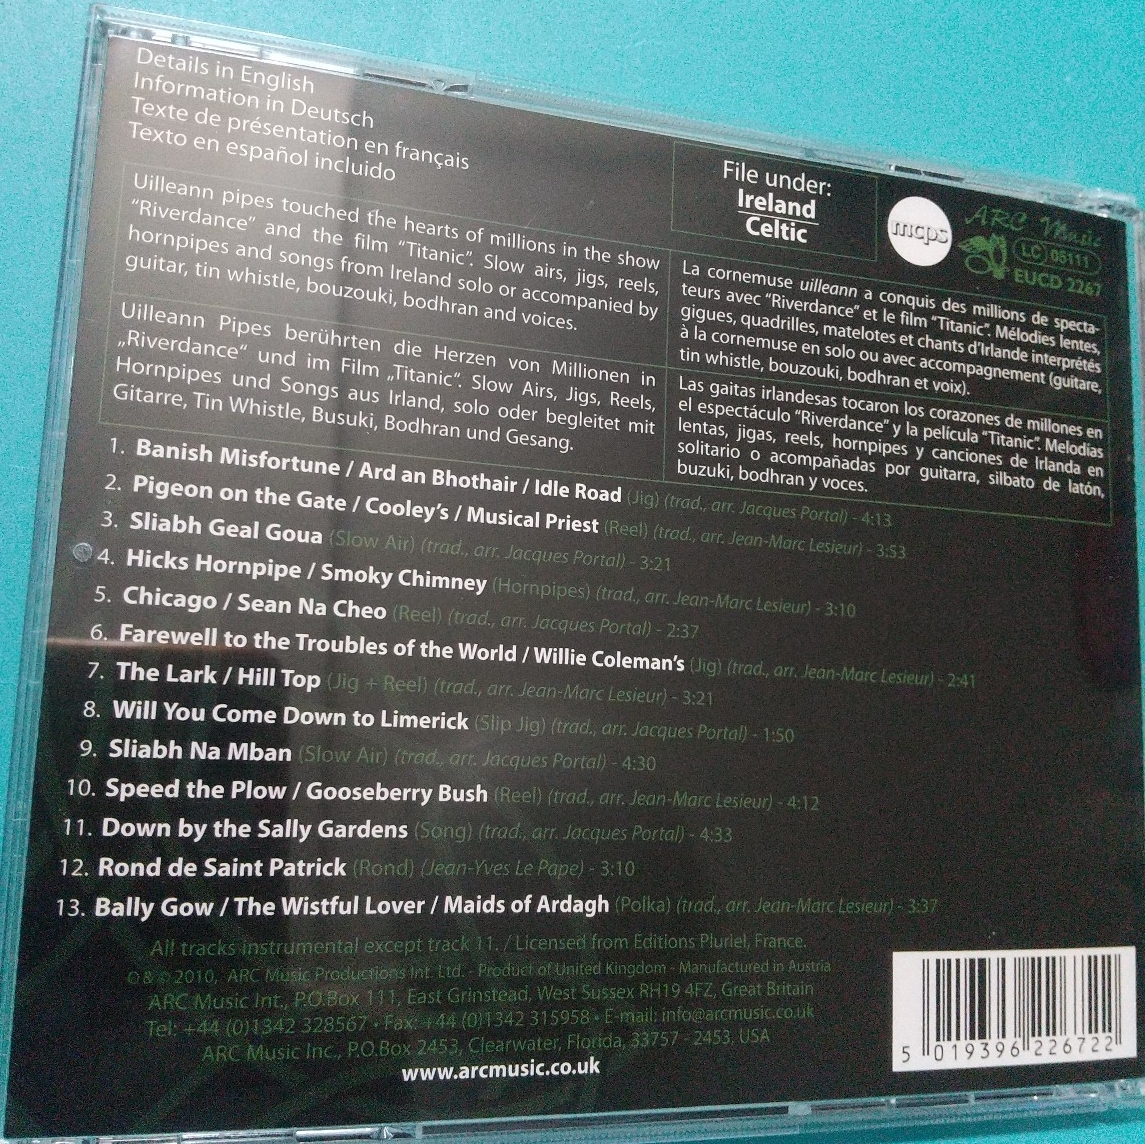 Details in English
Information in Deutsch
Texte de présentation en français
Texto en español incluido
File under:
Ireland
Celtic
mcps
ARC Music
LC 05111
EUCD 2267
Uilleann pipes touched the hearts of millions in the show
"Riverdance" and the film "Titanic". Slow airs, jigs, reels,
hornpipes and songs from Ireland solo or accompanied by
guitar, tin whistle, bouzouki, bodhran and voices.
Uilleann Pipes berührten die Herzen von Millionen in
„Riverdance“ und im Film „Titanic“. Slow Airs, Jigs, Reels,
Hornpipes und Songs aus Irland, solo oder begleitet mit
Gitarre, Tin Whistle, Busuki, Bodhran und Gesang.
La cornemuse uilleann a conquis des millions de specta-
teurs avec "Riverdance" et le film "Titanic". Mélodies lentes,
gigues, quadrilles, matelotes et chants d'Irlande interprétés
à la cornemuse en solo ou avec accompagnement (guitare,
tin whistle, bouzouki, bodhran et voix).
Las gaitas irlandesas tocaron los corazones de millones en
el espectáculo "Riverdance" y la película "Titanic". Melodías
lentas, jigas, reels, hornpipes y canciones de Irlanda en
solitario o acompañadas por guitarra, silbato de latón,
buzuki, bodhran y voces.
1. Banish Misfortune / Ard an Bhothair / Idle Road (Jig) (trad., arr. Jacques Portal) - 4:13
2. Pigeon on the Gate / Cooley's / Musical Priest (Reel) (trad., arr. Jean-Marc Lesieur) - 3:53
3. Sliabh Geal Goua (Slow Air) (trad., arr. Jacques Portal) - 3:21
4. Hicks Hornpipe / Smoky Chimney (Hornpipes) (trad., arr. Jean-Marc Lesieur) - 3:10
5. Chicago / Sean Na Cheo (Reel) (trad., arr. Jacques Portal) - 2:37
6. Farewell to the Troubles of the World / Willie Coleman's (Jig) (trad., arr. Jean-Marc Lesieur) - 2:41
7. The Lark / Hill Top (Jig + Reel) (trad., arr. Jean-Marc Lesieur) - 3:21
8. Will You Come Down to Limerick (Slip Jig) (trad., arr. Jacques Portal) - 1:50
9. Sliabh Na Mban (Slow Air) (trad., arr. Jacques Portal) - 4:30
10. Speed the Plow / Gooseberry Bush (Reel) (trad., arr. Jean-Marc Lesieur) - 4:12
11. Down by the Sally Gardens (Song) (trad., arr. Jacques Portal) - 4:33
12. Rond de Saint Patrick (Rond) (Jean-Yves Le Pape) - 3:10
13. Bally Gow / The Wistful Lover / Maids of Ardagh (Polka) (trad., arr. Jean-Marc Lesieur) - 3:37
All tracks instrumental except track 11. / Licensed from Editions Pluriel, France.
© & ℗ 2010, ARC Music Productions Int. Ltd. - Product of United Kingdom - Manufactured in Austria
ARC Music Int., P.O.Box 111, East Grinstead, West Sussex RH19 4FZ, Great Britain
Tel: +44 (0)1342 328567 • Fax: +44 (0)1342 315958 • E-mail: info@arcmusic.co.uk
ARC Music Inc., P.O.Box 2453, Clearwater, Florida, 33757 - 2453, USA
www.arcmusic.co.uk
5 019396 226722